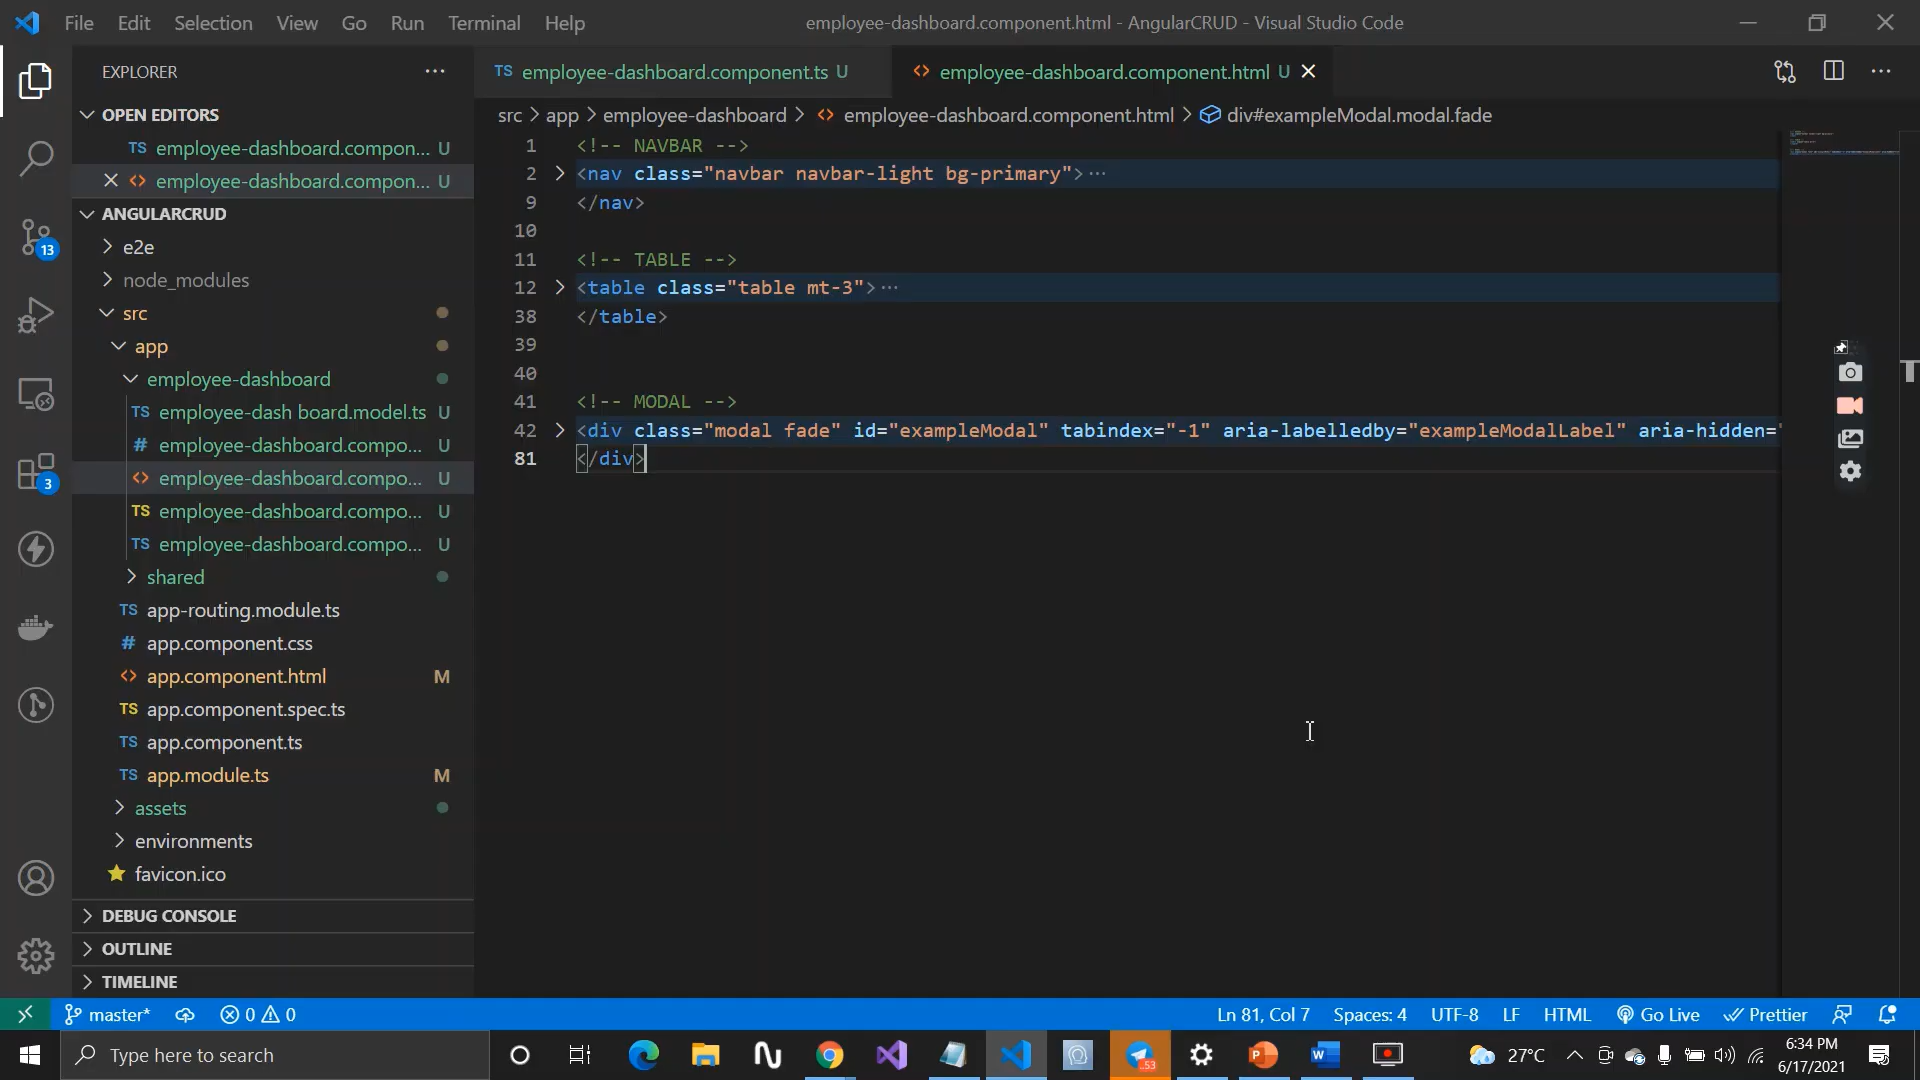 File Edit Selection View Go Run Terminal Help
employee-dashboard.component.html - AngularCRUD - Visual Studio Code
EXPLORER
OPEN EDITORS
TS employee-dashboard.compon... U
<> employee-dashboard.compon... U
ANGULARCRUD
e2e
node_modules
src
app
employee-dashboard
TS employee-dash board.model.ts U
# employee-dashboard.compo... U
<> employee-dashboard.compo... U
TS employee-dashboard.compo... U
TS employee-dashboard.compo... U
shared
TS app-routing.module.ts
# app.component.css
<> app.component.html M
TS app.component.spec.ts
TS app.component.ts
TS app.module.ts M
assets
environments
favicon.ico
DEBUG CONSOLE
OUTLINE
TIMELINE
13
3
TS employee-dashboard.component.ts U
<> employee-dashboard.component.html U
src > app > employee-dashboard > <> employee-dashboard.component.html > div#exampleModal.modal.fade
1 <!-- NAVBAR -->
2 <nav class="navbar navbar-light bg-primary">...
9 </nav>
10
11 <!-- TABLE -->
12 <table class="table mt-3">...
38 </table>
39
40
41 <!-- MODAL -->
42 <div class="modal fade" id="exampleModal" tabindex="-1" aria-labelledby="exampleModalLabel" aria-hidden="
81 </div>
master* 0 0
Ln 81, Col 7 Spaces: 4 UTF-8 LF HTML Go Live Prettier
Type here to search
53
27°C
6:34 PM
6/17/2021